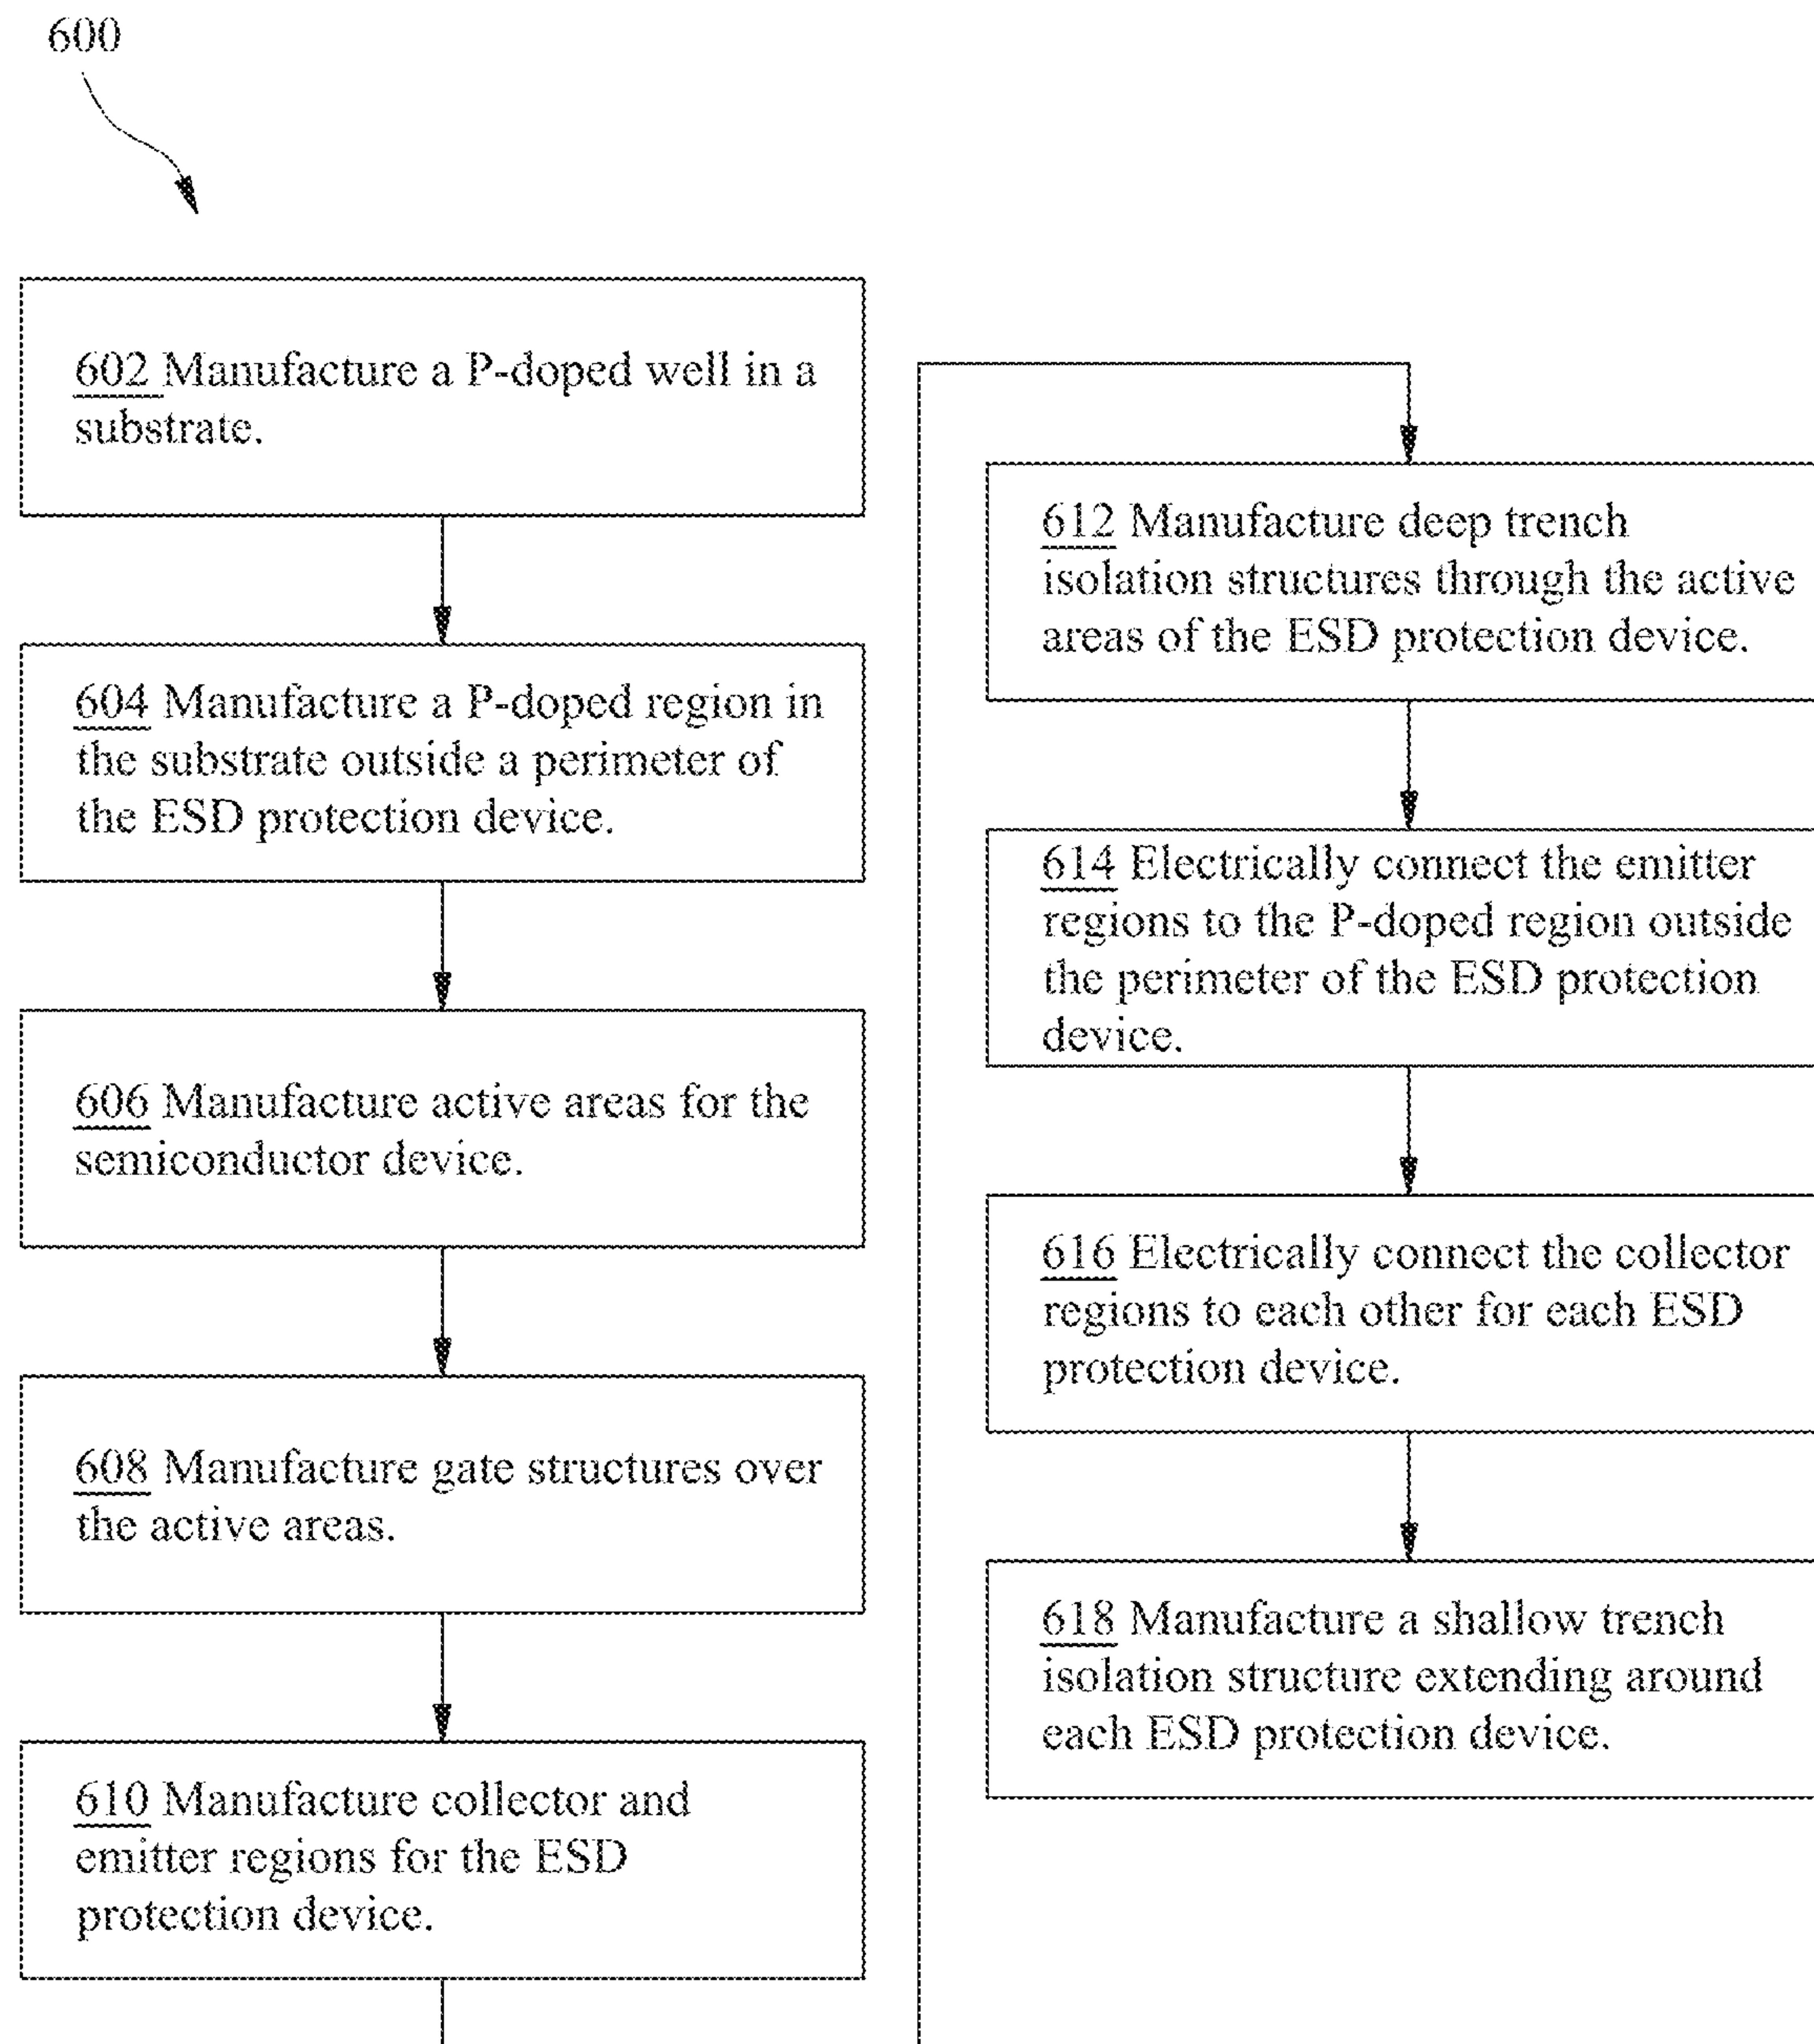 600
602 Manufacture a P-doped well in a
substrate.
604 Manufacture a P-doped region in
the substrate outside a perimeter of
the ESD protection device.
606 Manufacture active areas for the
semiconductor device.
608 Manufacture gate structures over
the active areas.
610 Manufacture collector and
emitter regions for the ESD
protection device.
612 Manufacture deep trench
isolation structures through the active
areas of the ESD protection device.
614 Electrically connect the emitter
regions to the P-doped region outside
the perimeter of the ESD protection
device.
616 Electrically connect the collector
regions to each other for each ESD
protection device.
618 Manufacture a shallow trench
isolation structure extending around
each ESD protection device.